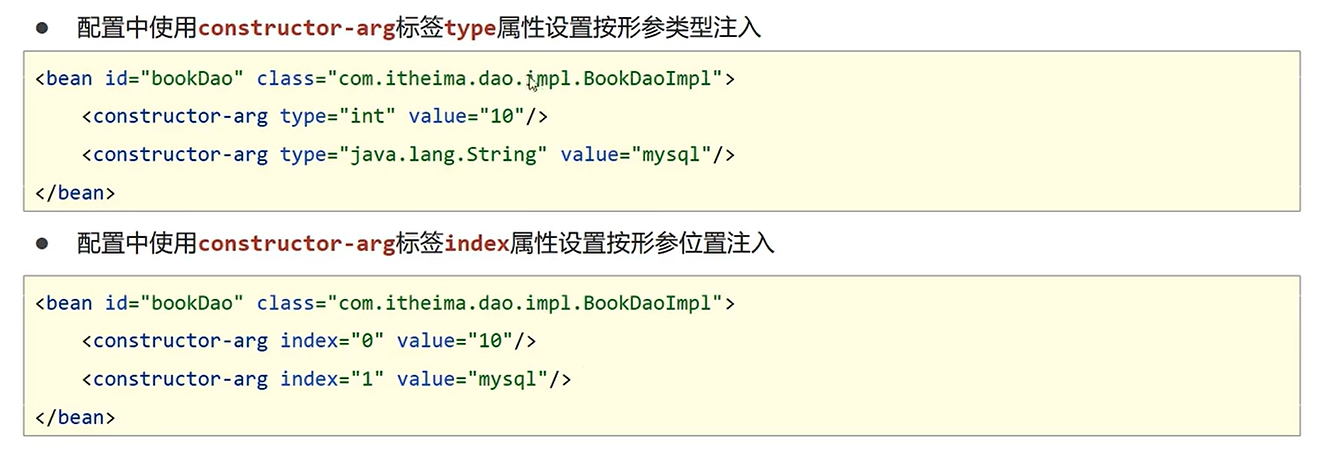 ● 配置中使用constructor-arg标签type属性设置按形参类型注入
<bean id="bookDao" class="com.itheima.dao.impl.BookDaoImpl">
    <constructor-arg type="int" value="10"/>
    <constructor-arg type="java.lang.String" value="mysql"/>
</bean>
● 配置中使用constructor-arg标签index属性设置按形参位置注入
<bean id="bookDao" class="com.itheima.dao.impl.BookDaoImpl">
    <constructor-arg index="0" value="10"/>
    <constructor-arg index="1" value="mysql"/>
</bean>